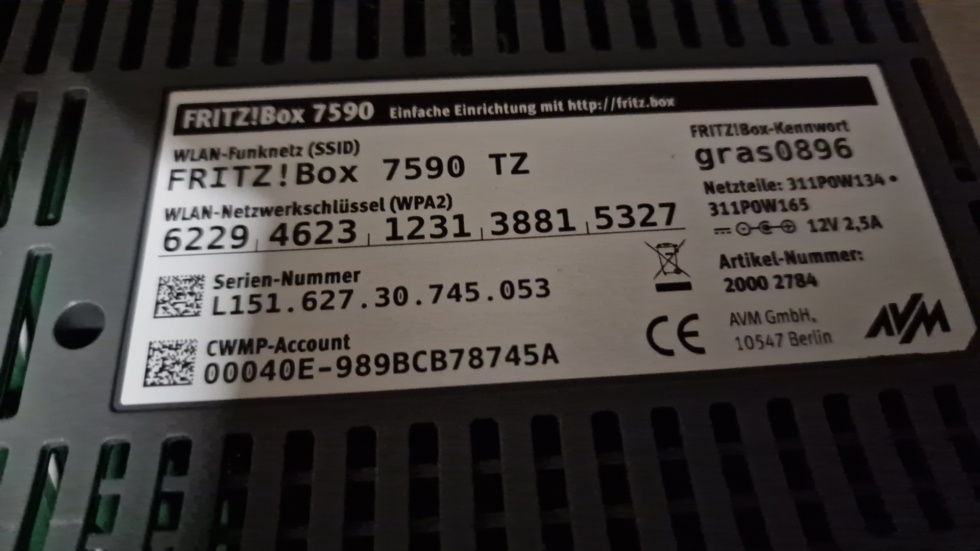 FRITZ!Box 7590 Einfache Einrichtung mit http://fritz.box
WLAN-Funknetz (SSID)
FRITZ!Box 7590 TZ
WLAN-Netzwerkschlüssel (WPA2)
6229 4623 1231 3881 5327
Serien-Nummer
L151.627.30.745.053
CWMP-Account
00040E-989BCB78745A
FRITZ!Box-Kennwort
gras0896
Netzteile: 311P0W134 •
311P0W165
12V 2,5A
Artikel-Nummer:
2000 2784
CE
AVM GmbH,
10547 Berlin
AVM